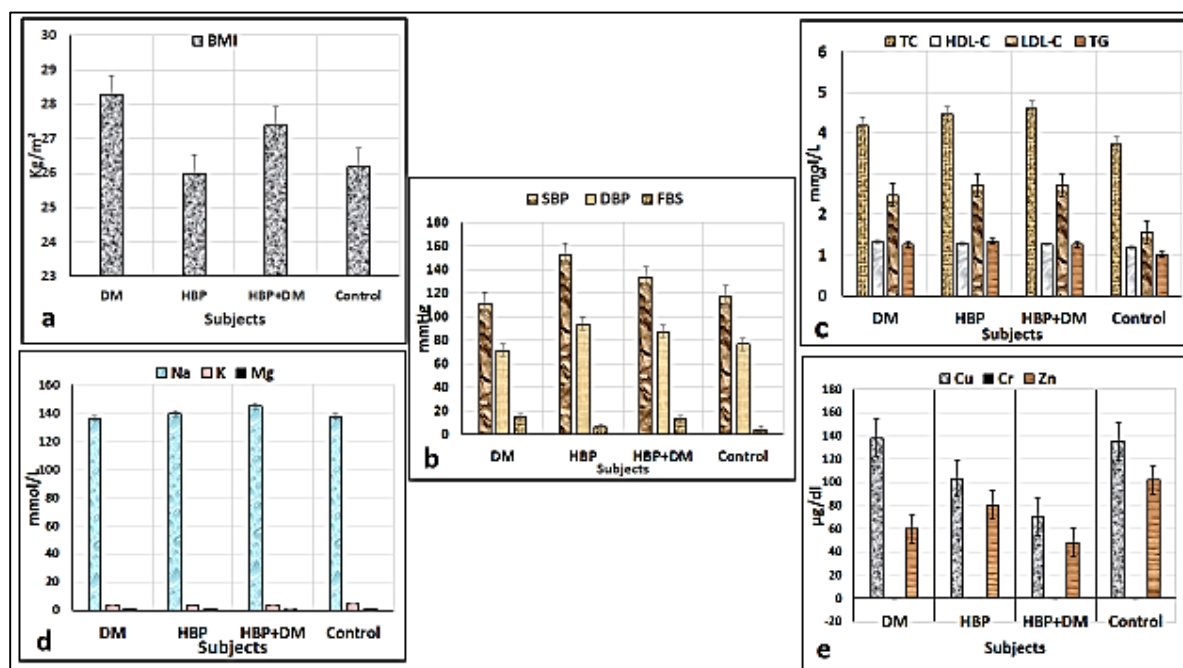 BMI
30
29
28
27
26
25
24
23
Kg/m²
DM HBP HBP+DM Control
Subjects
a
SBP DBP FBS
180
160
140
120
100
80
60
40
20
0
mmHg
DM HBP HBP+DM Control
Subjects
b
TC HDL-C LDL-C TG
6
5
4
3
2
1
0
mmol/L
DM HBP HBP+DM Control
Subjects
c
Na K Mg
160
140
120
100
80
60
40
20
0
mmol/L
DM HBP HBP+DM Control
Subjects
d
Cu Cr Zn
180
160
140
120
100
80
60
40
20
0
-20
µg/dl
DM HBP HBP+DM Control
Subjects
e